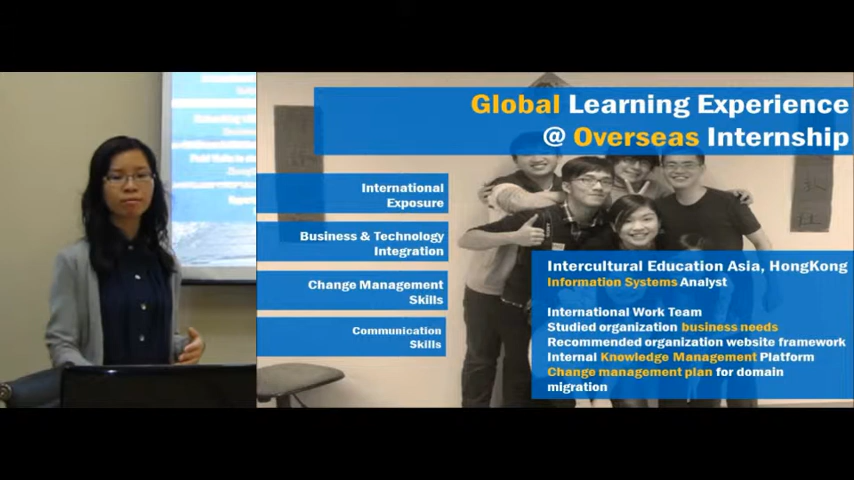 Global Learning Experience
@ Overseas Internship
International
Exposure
Business & Technology
Integration
Change Management
Skills
Communication
Skills
Intercultural Education Asia, HongKong
Information Systems Analyst
International Work Team
Studied organization business needs
Recommended organization website framework
Internal Knowledge Management Platform
Change management plan for domain
migration